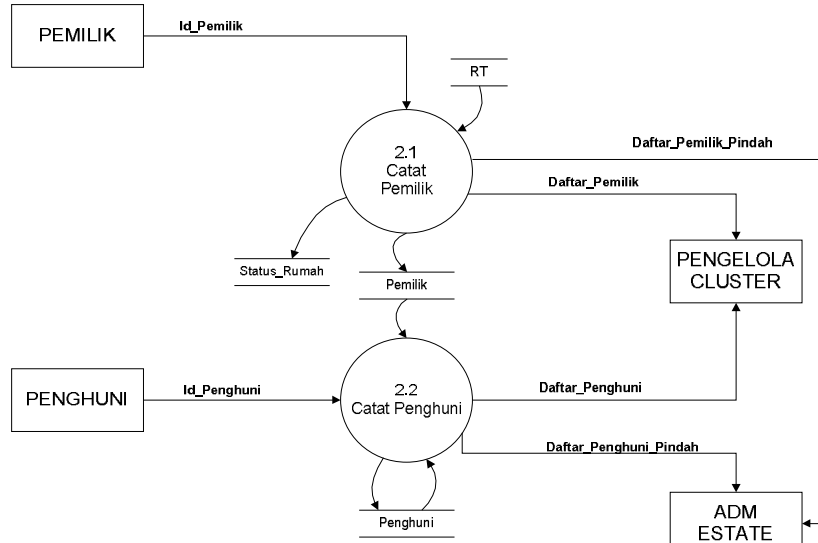 PEMILIK
Id_Pemilik
RT
2.1
Catat
Pemilik
Daftar_Pemilik_Pindah
Daftar_Pemilik
Status_Rumah
Pemilik
PENGELOLA
CLUSTER
PENGHUNI
Id_Penghuni
2.2
Catat Penghuni
Daftar_Penghuni
Daftar_Penghuni_Pindah
Penghuni
ADM
ESTATE